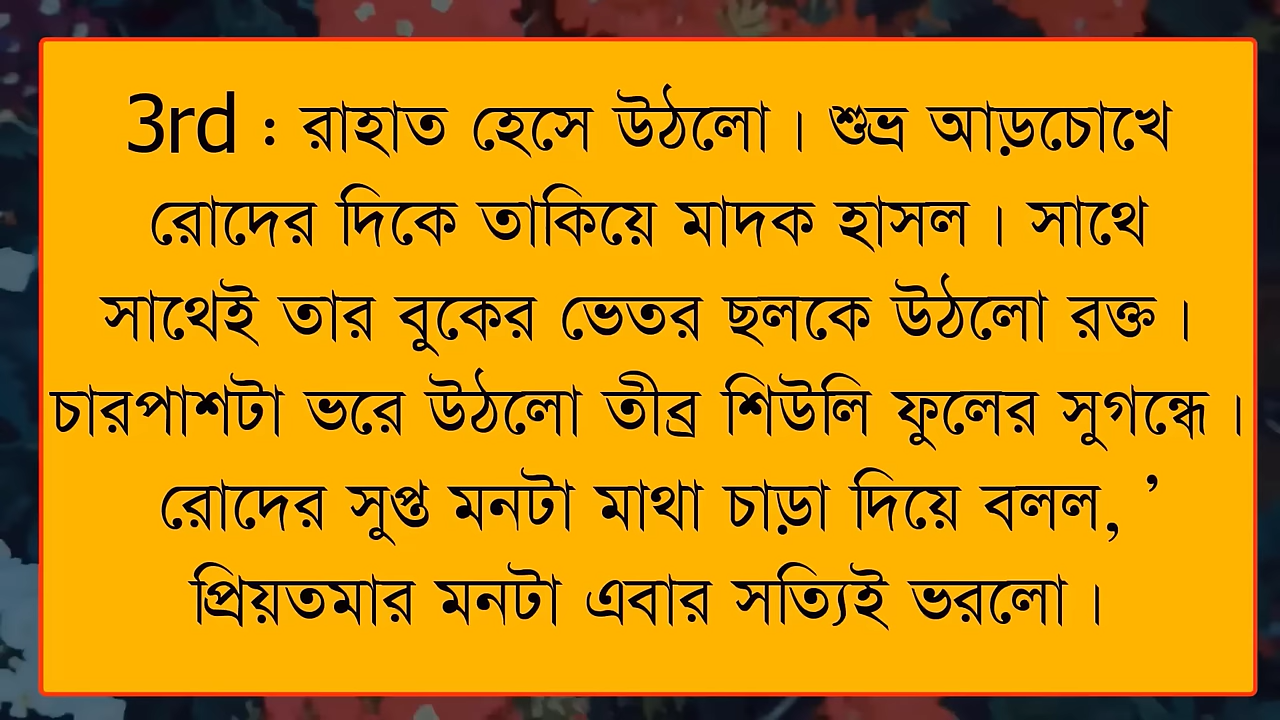 3rd : রাহাত হেসে উঠলো । শুভ্র আড়চোখে
রোদের দিকে তাকিয়ে মাদক হাসল । সাথে
সাথেই তার বুকের ভেতর ছলকে উঠলো রক্ত ।
চারপাশটা ভরে উঠলো তীব্র শিউলি ফুলের সুগন্ধে ।
রোদের সুপ্ত মনটা মাথা চাড়া দিয়ে বলল, ’
প্রিয়তমার মনটা এবার সত্যিই ভরলো ।